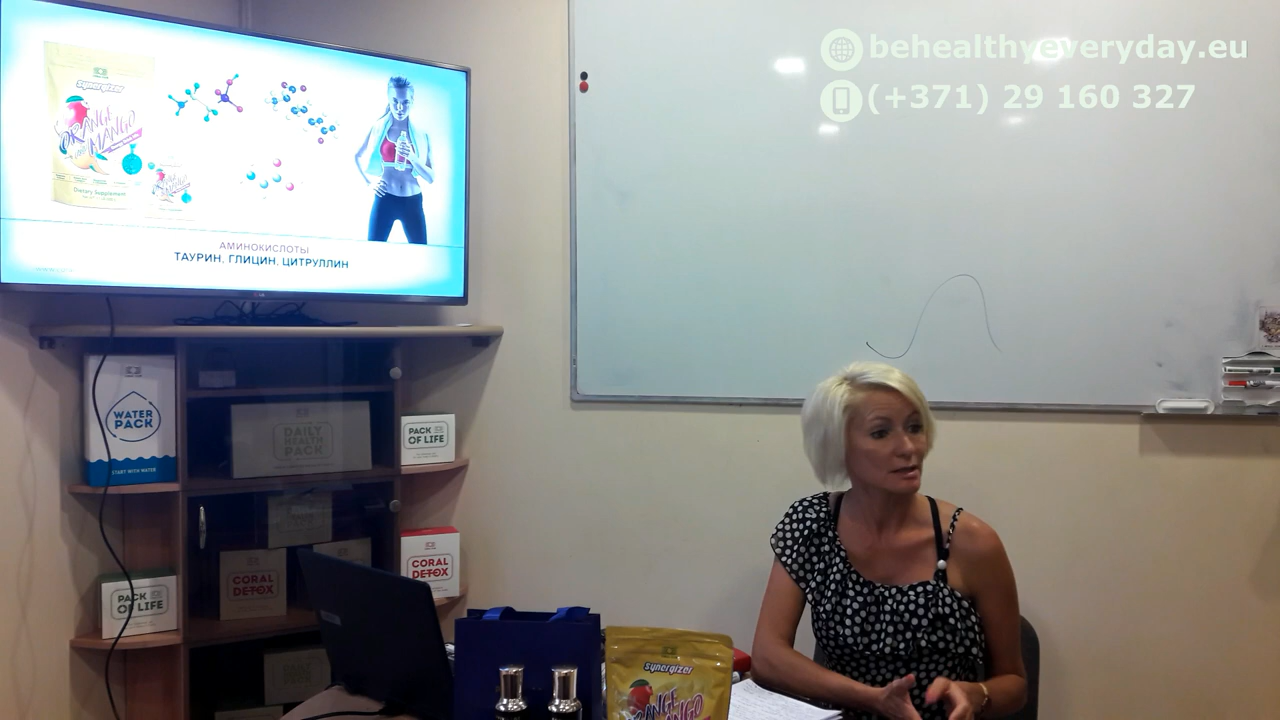 behealthyeveryday.eu
(+371) 29 160 327
synergizer
ORANGE
MANGO
Dietary Supplement
АМИНОКИСЛОТЫ
ТАУРИН, ГЛИЦИН, ЦИТРУЛЛИН
LG
WATER
PACK
START WITH WATER
DAILY
HEALTH
PACK
PACK
OF LIFE
CORAL
DETOX
CORAL
DETOX
PACK
OF LIFE
synergizer
ORANGE
MANGO